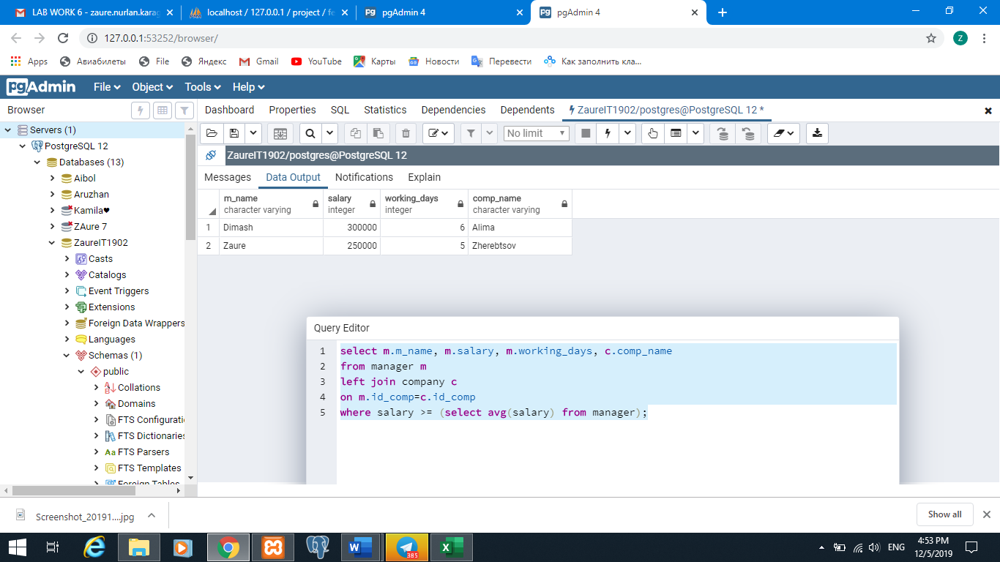 LAB WORK 6 - zaure.nurlan.karag
localhost / 127.0.0.1 / project / fe
pgAdmin 4
pgAdmin 4
127.0.0.1:53252/browser/
Z
Apps
Авиабилеты
File
Яндекс
Gmail
YouTube
Карты
Новости
Перевести
Как заполнить кла...
pgAdmin File Object Tools Help
Browser
Dashboard Properties SQL Statistics Dependencies Dependents ZaureIT1902/postgres@PostgreSQL 12 *
No limit
ZaureIT1902/postgres@PostgreSQL 12
Messages Data Output Notifications Explain
Servers (1)
PostgreSQL 12
Databases (13)
Aibol
Aruzhan
Kamila♥
ZAure 7
ZaureIT1902
Casts
Catalogs
Event Triggers
Extensions
Foreign Data Wrappers
Languages
Schemas (1)
public
Collations
Domains
FTS Configurati
FTS Dictionaries
FTS Parsers
FTS Templates
Foreign Tables
m_name salary working_days comp_name
character varying integer integer character varying
1 Dimash 300000 6 Alima
2 Zaure 250000 5 Zherebtsov
Query Editor
1 select m.m_name, m.salary, m.working_days, c.comp_name
2 from manager m
3 left join company c
4 on m.id_comp=c.id_comp
5 where salary >= (select avg(salary) from manager);
Screenshot_20191....jpg
Show all
385
ENG
4:53 PM
12/5/2019